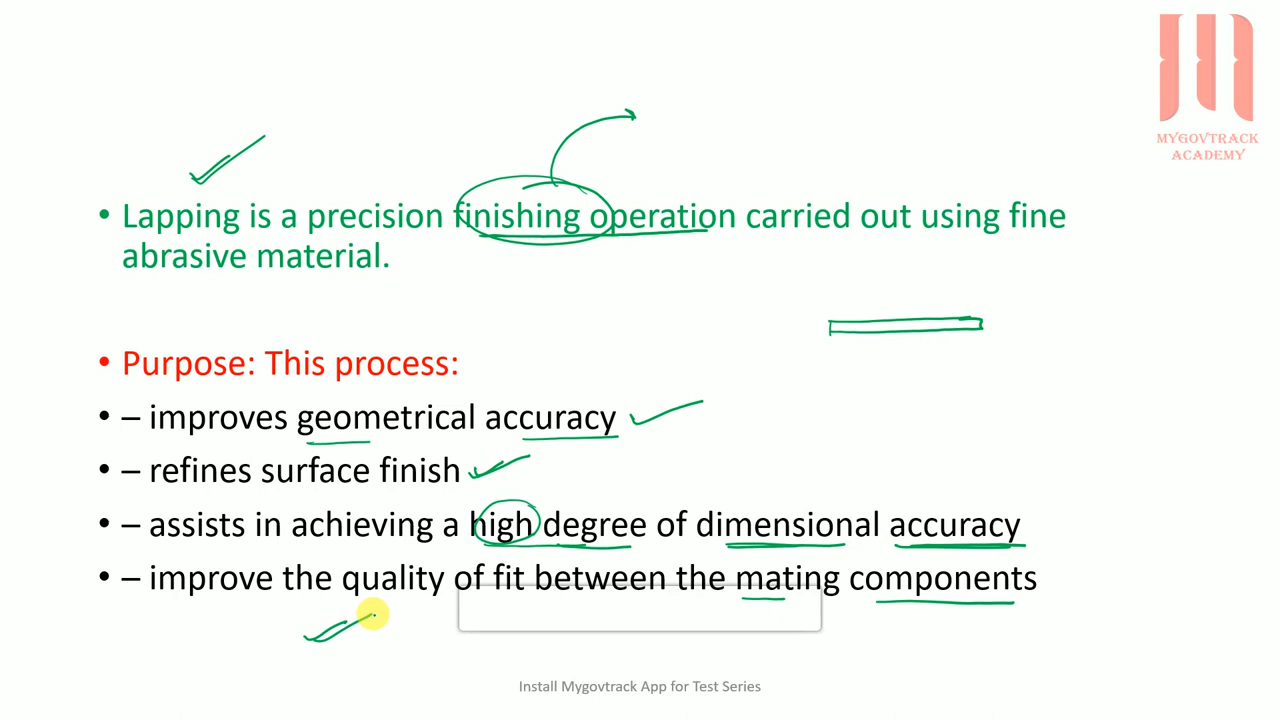 MYGOVTRACK
ACADEMY
• Lapping is a precision finishing operation carried out using fine
abrasive material.
• Purpose: This process:
• – improves geometrical accuracy
• – refines surface finish
• – assists in achieving a high degree of dimensional accuracy
• – improve the quality of fit between the mating components
Install Mygovtrack App for Test Series